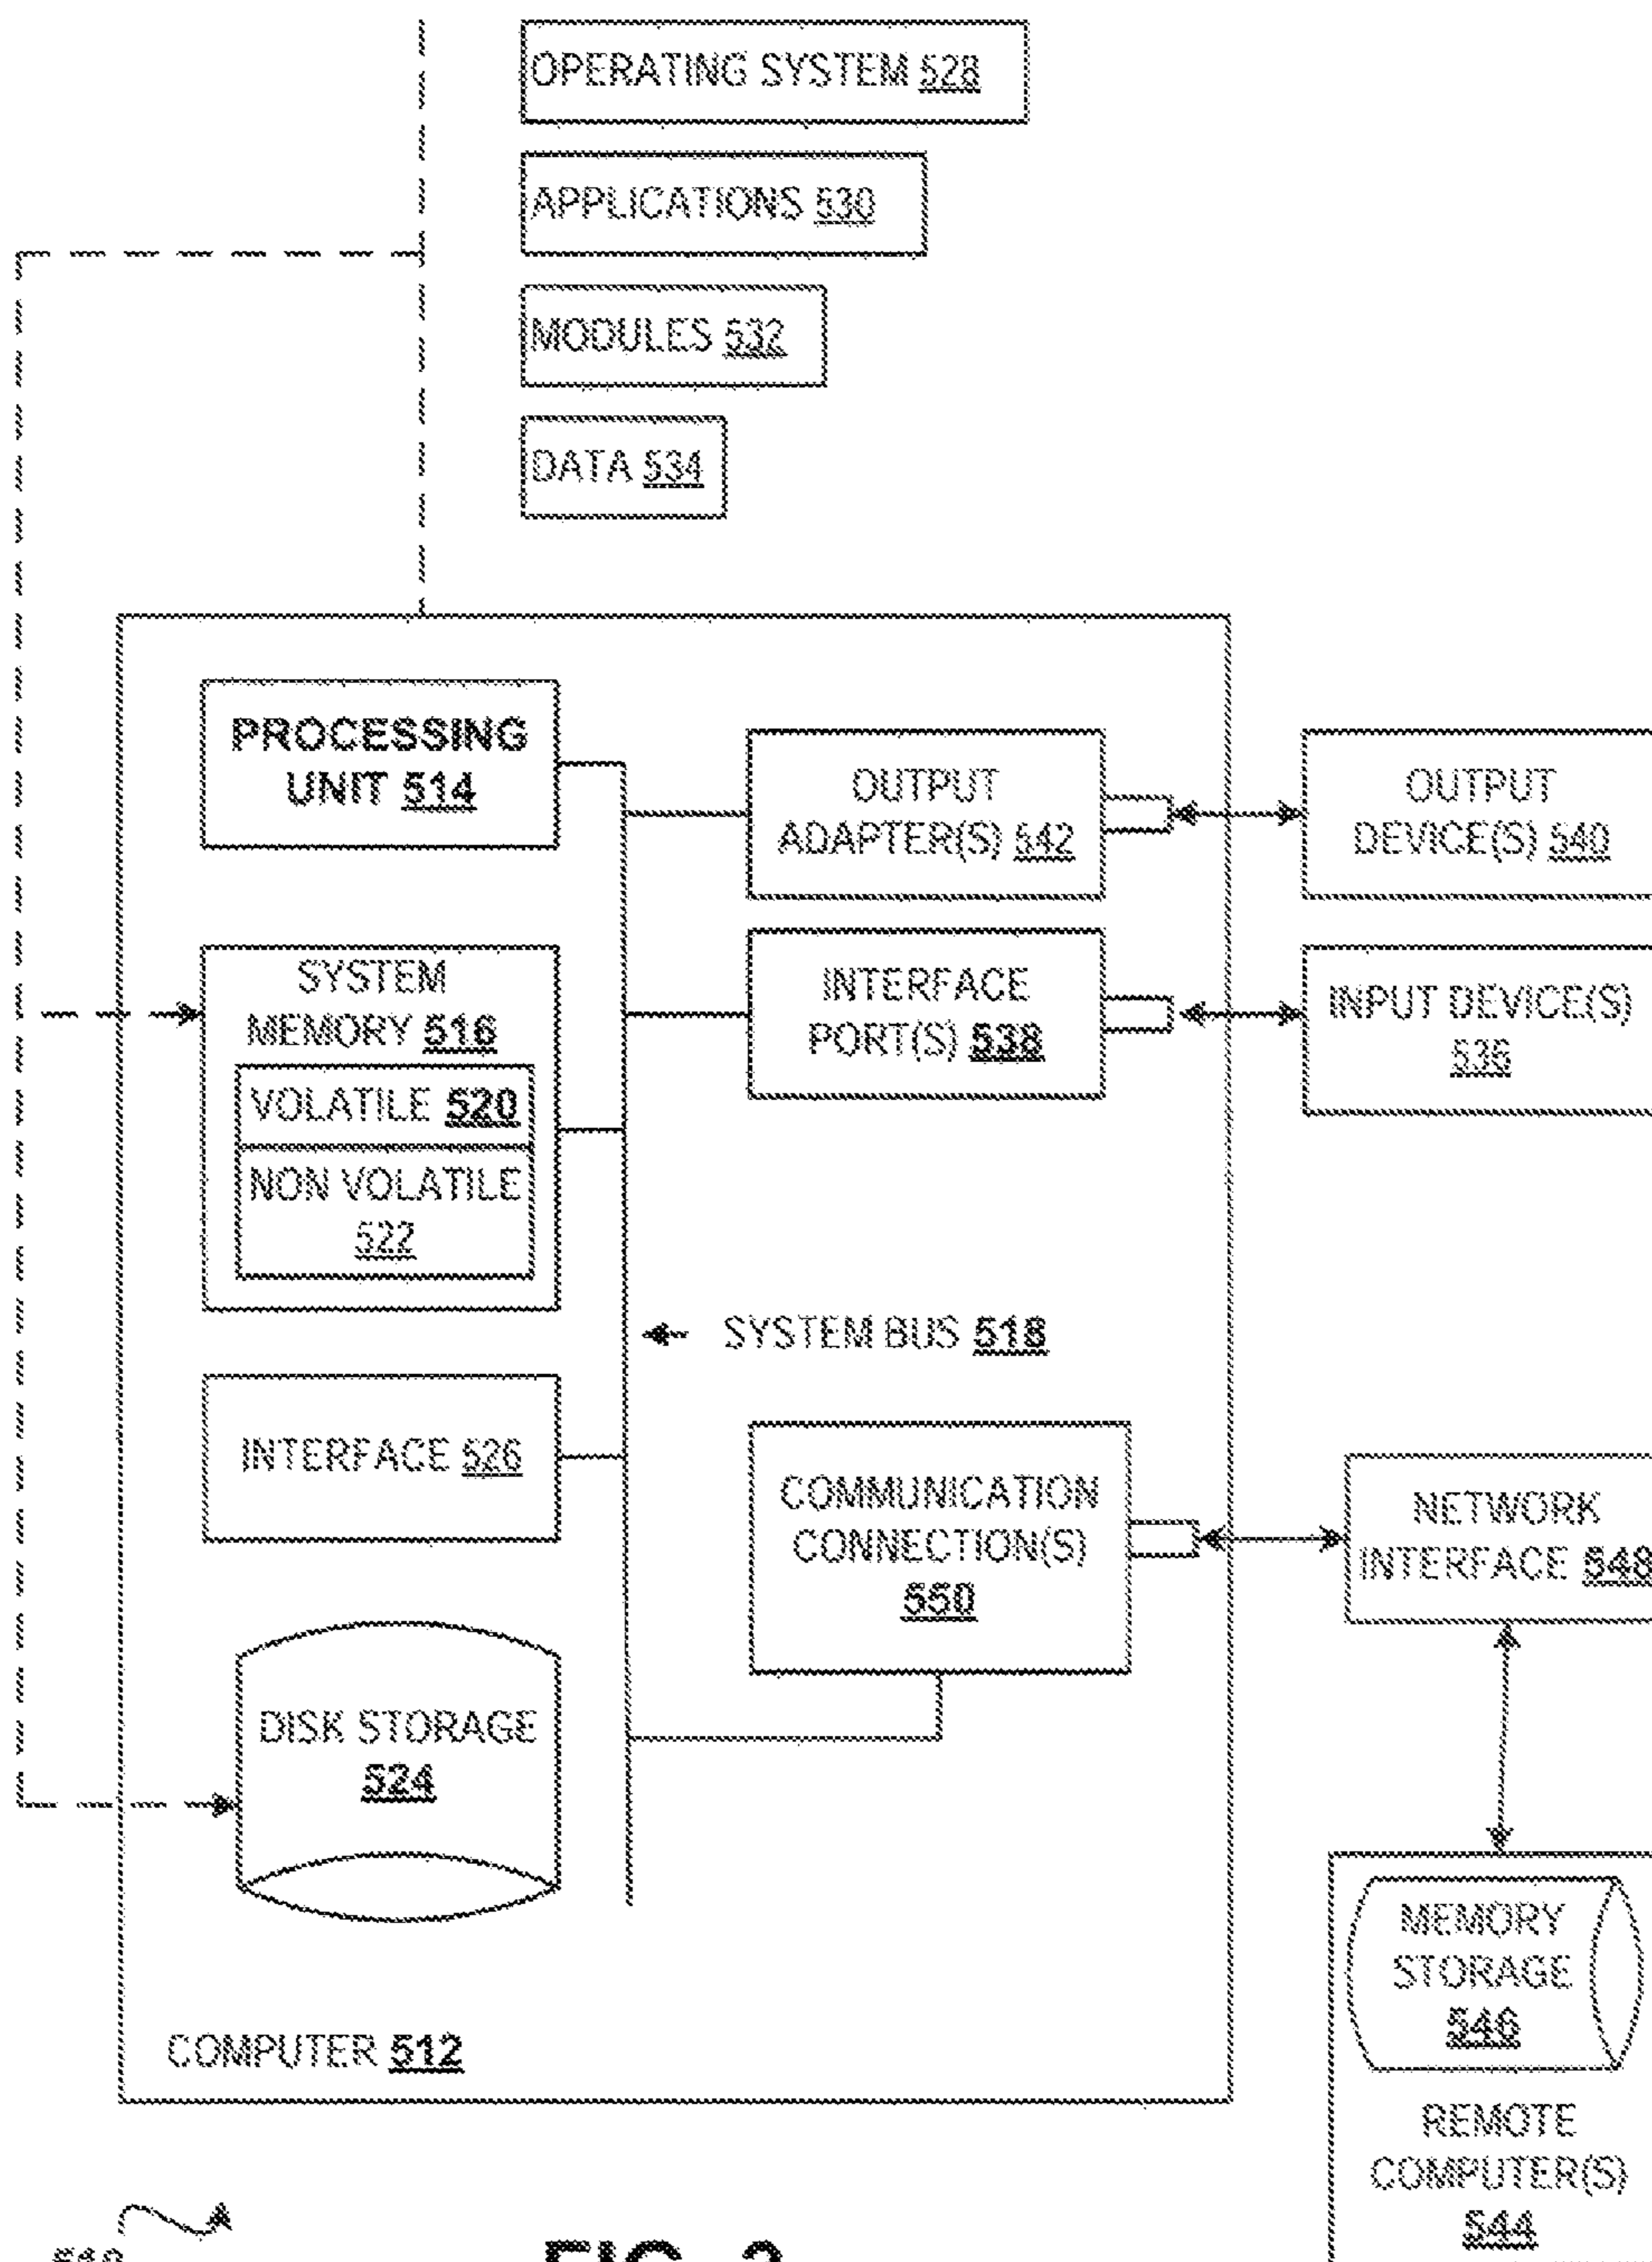 OPERATING SYSTEM 528
APPLICATIONS 530
MODULES 532
DATA 534
PROCESSING
UNIT 514
OUTPUT
ADAPTER(S) 542
OUTPUT
DEVICE(S) 540
SYSTEM
MEMORY 516
VOLATILE 520
NON VOLATILE
522
INTERFACE
PORT(S) 538
INPUT DEVICE(S)
536
SYSTEM BUS 518
INTERFACE 526
COMMUNICATION
CONNECTION(S)
550
NETWORK
INTERFACE 548
DISK STORAGE
524
MEMORY
STORAGE
546
REMOTE
COMPUTER(S)
544
COMPUTER 512
FIG.